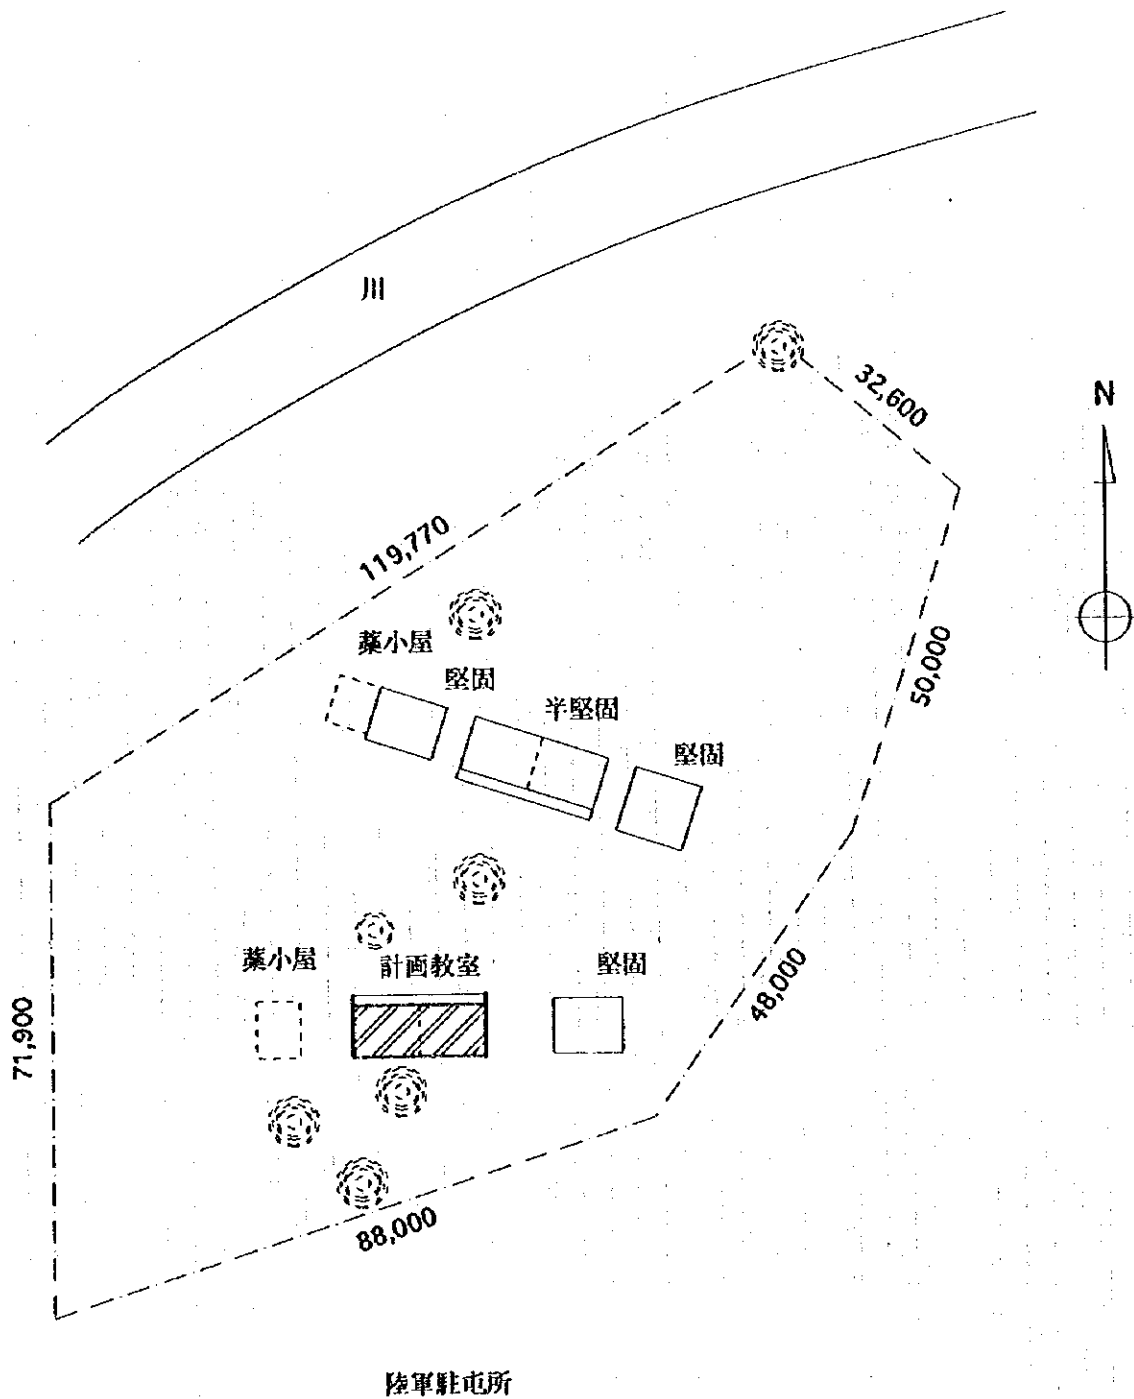 川
32,600
N
119,770
藁小屋
堅固
半堅固
堅固
50,000
藁小屋
計画教室
堅固
48,000
71,900
88,000
陸軍駐屯所